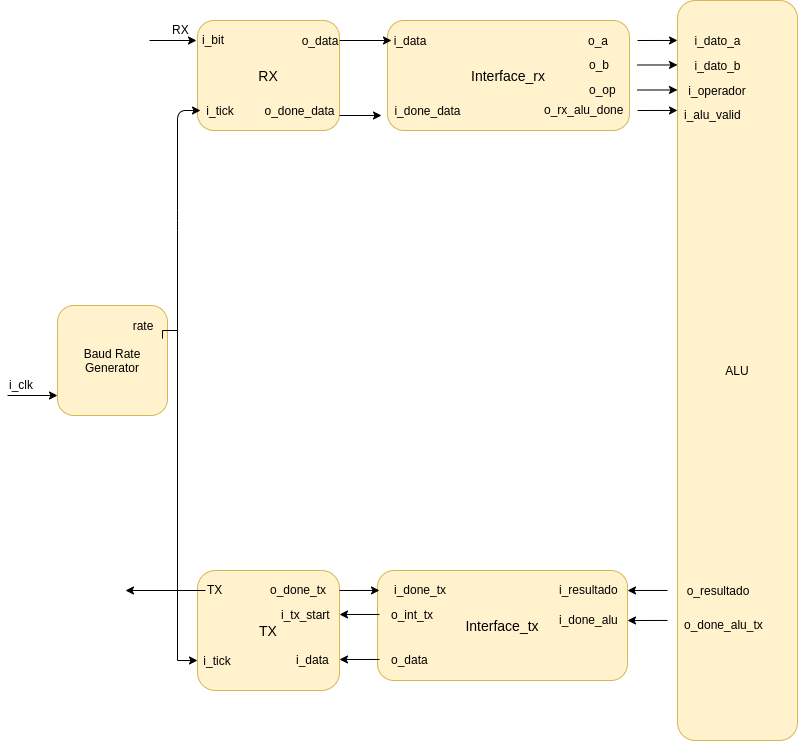 RX
i_bit
o_data
i_tick
RX
o_done_data
i_data
Interface_rx
i_done_data
o_a
o_b
o_op
o_rx_alu_done
i_dato_a
i_dato_b
i_operador
i_alu_valid
rate
Baud Rate
Generator
i_clk
ALU
TX
o_done_tx
i_tx_start
TX
i_tick
i_data
i_done_tx
o_int_tx
Interface_tx
o_data
i_resultado
i_done_alu
o_resultado
o_done_alu_tx